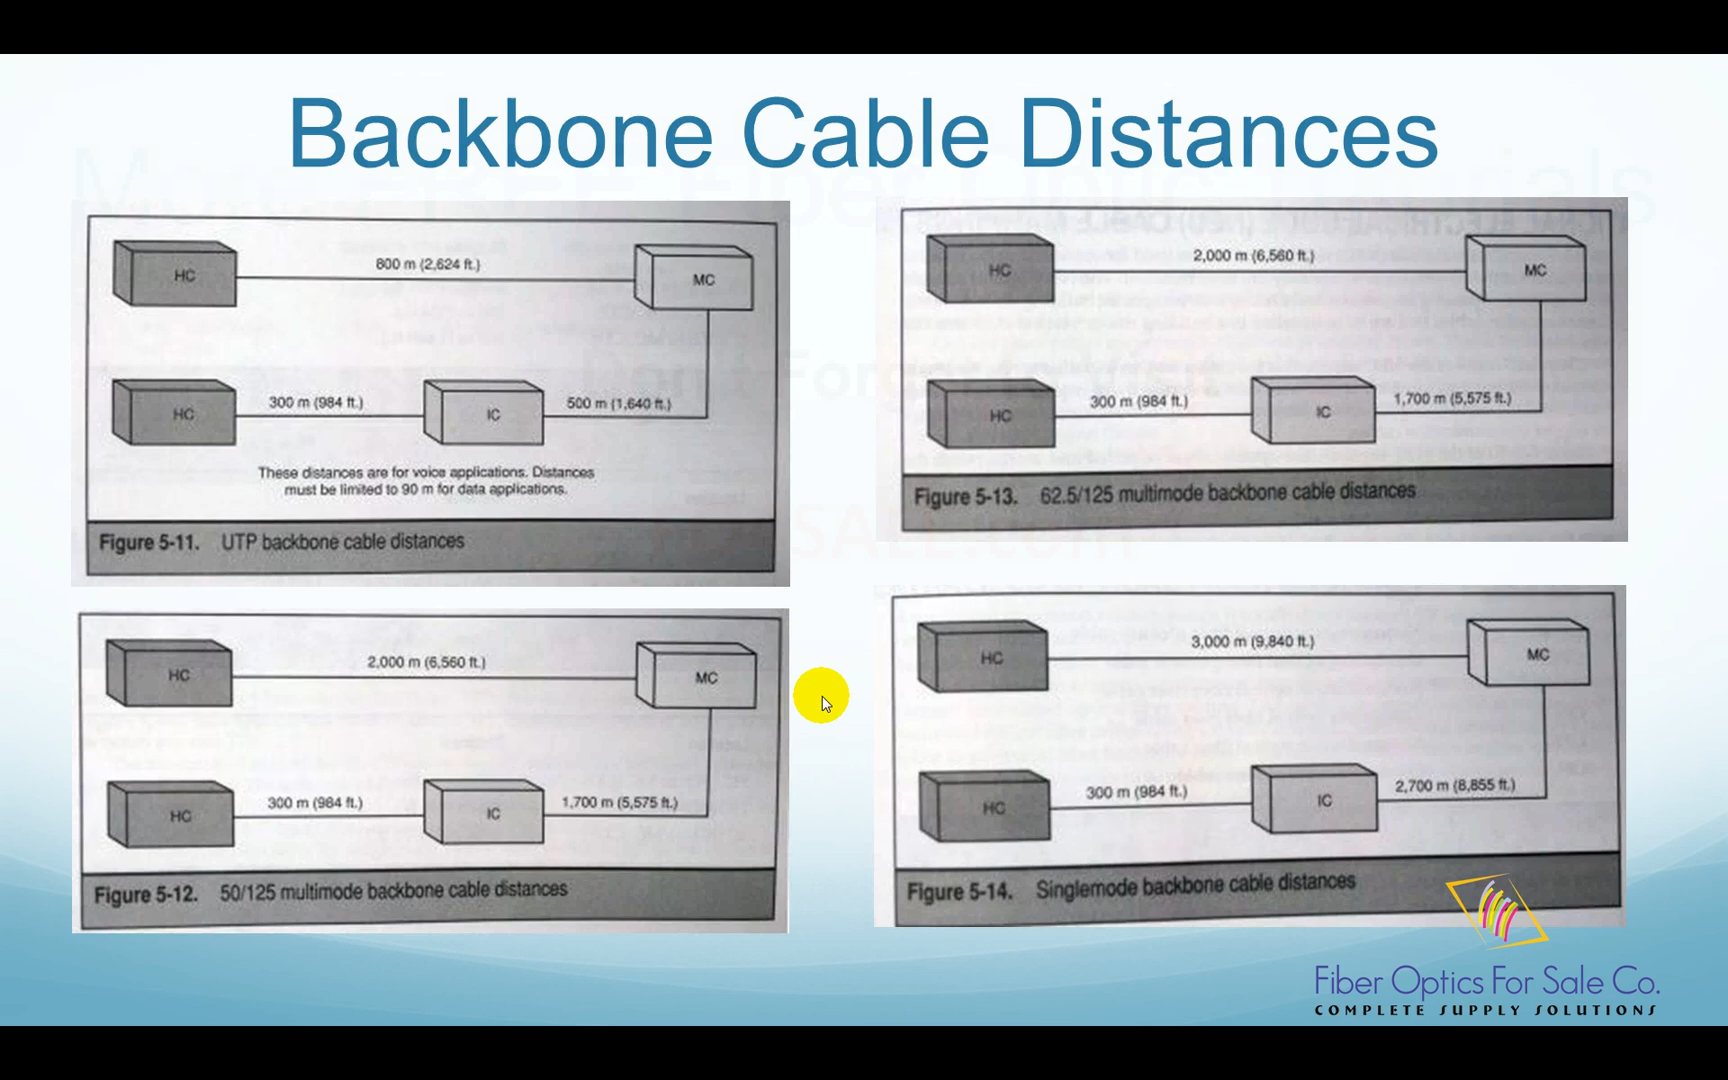 Backbone Cable Distances
HC
800 m (2,624 ft.)
MC
HC
300 m (984 ft.)
IC
500 m (1,640 ft.)
These distances are for voice applications. Distances
must be limited to 90 m for data applications.
Figure 5-11. UTP backbone cable distances
HC
2,000 m (6,560 ft.)
MC
HC
300 m (984 ft.)
IC
1,700 m (5,575 ft.)
Figure 5-13. 62.5/125 multimode backbone cable distances
HC
2,000 m (6,560 ft.)
MC
HC
300 m (984 ft.)
IC
1,700 m (5,575 ft.)
Figure 5-12. 50/125 multimode backbone cable distances
HC
3,000 m (9,840 ft.)
MC
HC
300 m (984 ft.)
IC
2,700 m (8,855 ft.)
Figure 5-14. Singlemode backbone cable distances
Fiber Optics For Sale Co.
COMPLETE SUPPLY SOLUTIONS